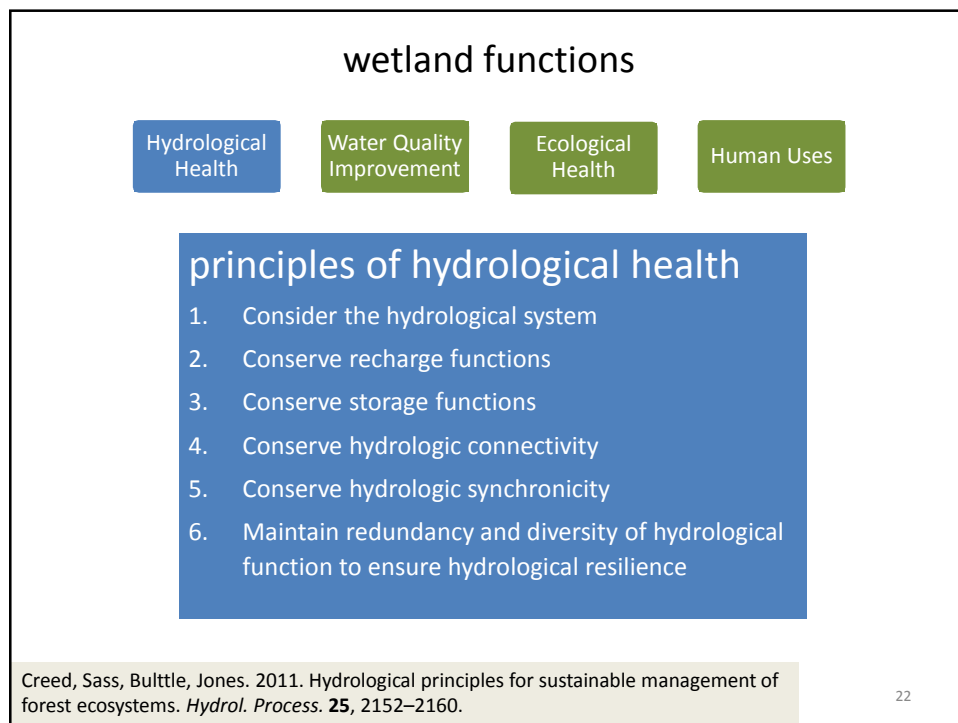 wetland functions
Hydrological
Health
Water Quality
Improvement
Ecological
Health
Human Uses
principles of hydrological health
1. Consider the hydrological system
2. Conserve recharge functions
3. Conserve storage functions
4. Conserve hydrologic connectivity
5. Conserve hydrologic synchronicity
6. Maintain redundancy and diversity of hydrological
function to ensure hydrological resilience
Creed, Sass, Bulttle, Jones. 2011. Hydrological principles for sustainable management of
forest ecosystems. Hydrol. Process. 25, 2152–2160.
22